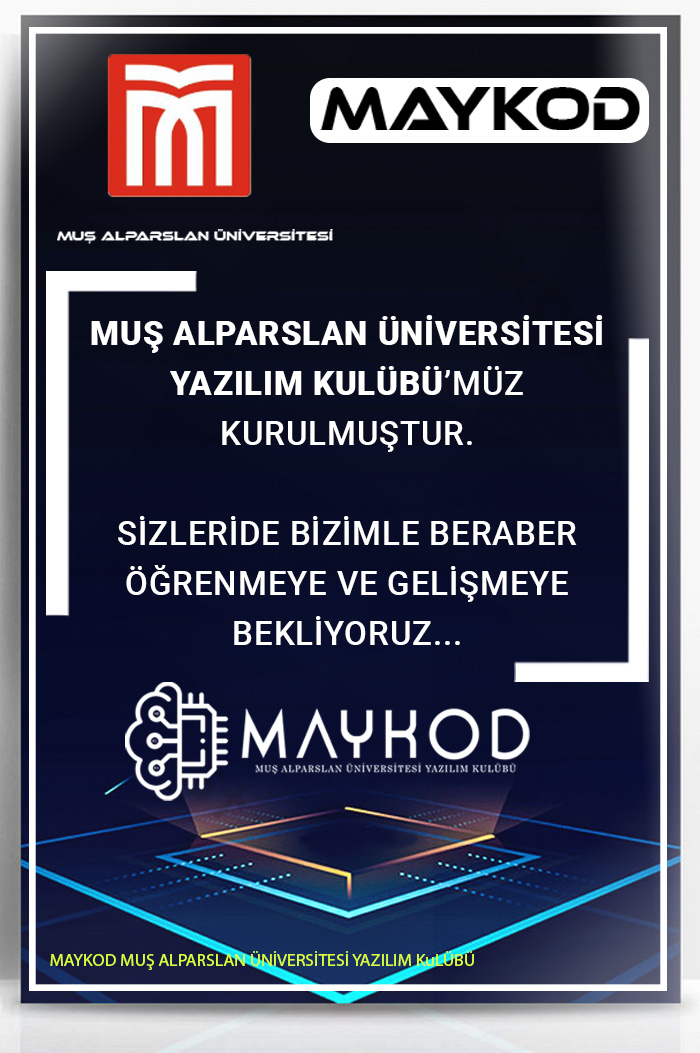 MAYKOD
MUŞ ALPARSLAN ÜNİVERSİTESİ
MUŞ ALPARSLAN ÜNİVERSİTESİ
YAZILIM KULÜBÜ’MÜZ
KURULMUŞTUR.
SİZLERİDE BİZİMLE BERABER
ÖĞRENMEYE VE GELİŞMEYE
BEKLİYORUZ...
MAYKOD
MUŞ ALPARSLAN ÜNİVERSİTESİ YAZILIM KULÜBÜ
MAYKOD MUŞ ALPARSLAN ÜNİVERSİTESİ YAZILIM KuLÜBÜ